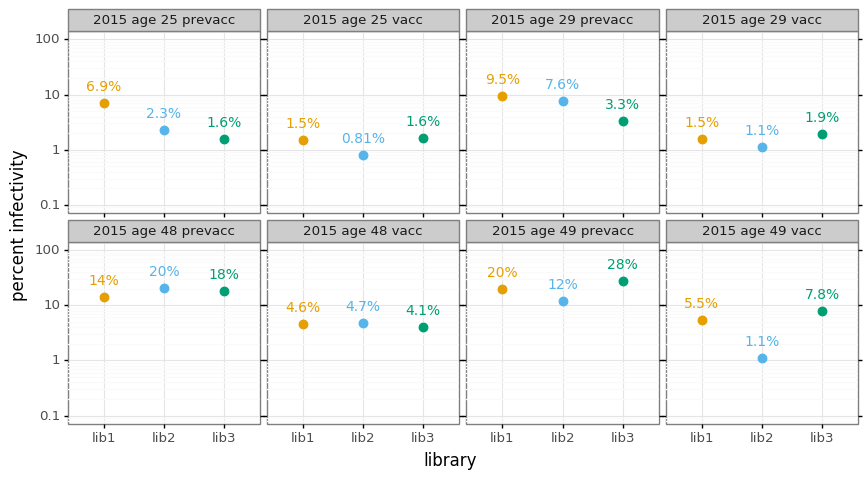 2015 age 25 prevacc
2015 age 25 vacc
2015 age 29 prevacc
2015 age 29 vacc
100
10
1
0.1
6.9%
2.3%
1.6%
1.5%
0.81%
1.6%
9.5%
7.6%
3.3%
1.5%
1.1%
1.9%
percent infectivity
2015 age 48 prevacc
2015 age 48 vacc
2015 age 49 prevacc
2015 age 49 vacc
100
10
1
0.1
14%
20%
18%
4.6%
4.7%
4.1%
20%
12%
28%
5.5%
1.1%
7.8%
lib1 lib2 lib3
lib1 lib2 lib3
lib1 lib2 lib3
lib1 lib2 lib3
library